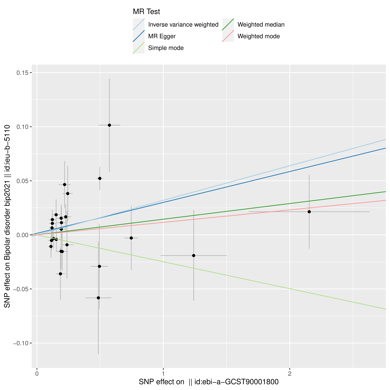 MR Test
Inverse variance weighted
MR Egger
Simple mode
Weighted median
Weighted mode
SNP effect on Bipolar disorder bip2021 || id:ieu-b-5110
0.15
0.10
0.05
0.00
−0.05
−0.10
0
1
2
SNP effect on  || id:ebi-a-GCST90001800